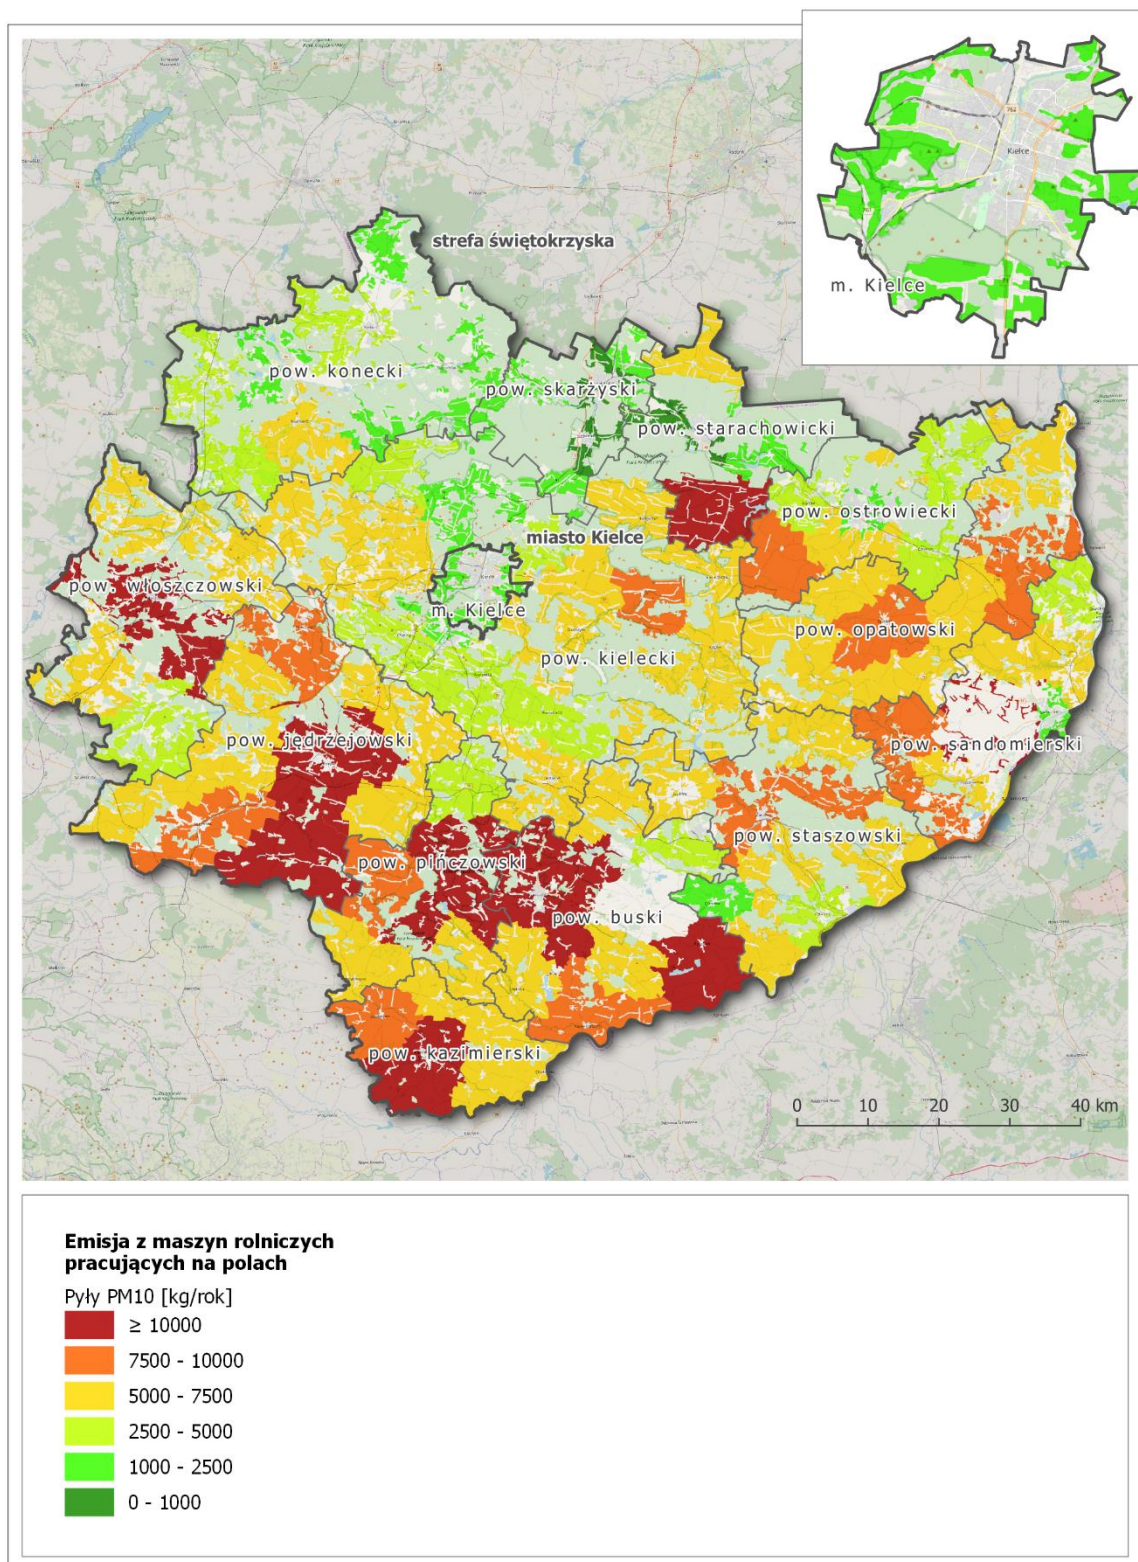 762
Kielce
m. Kielce
strefa świętokrzyska
pow. konecki
pow. skarżyski
pow. starachowicki
pow. ostrowiecki
miasto Kielce
pow. włoszczowski
m. Kielce
pow. opatowski
pow. kielecki
pow. jędrzejowski
pow. sandomierski
pow. staszowski
pow. pińczowski
pow. buski
pow. kazimierski
0 10 20 30 40 km
Emisja z maszyn rolniczych
pracujących na polach
Pyły PM10 [kg/rok]
≥ 10000
7500 - 10000
5000 - 7500
2500 - 5000
1000 - 2500
0 - 1000